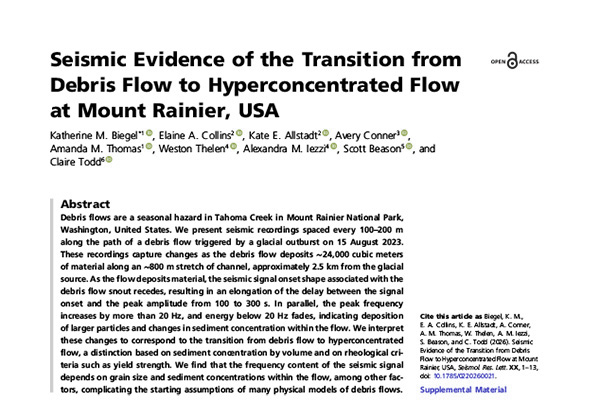 Seismic Evidence of the Transition from
Debris Flow to Hyperconcentrated Flow
at Mount Rainier, USA
OPEN ACCESS
Katherine M. Biegel*1, Elaine A. Collins2, Kate E. Allstadt2, Avery Conner3,
Amanda M. Thomas1, Weston Thelen4, Alexandra M. Iezzi4, Scott Beason5, and
Claire Todd6
Abstract
Debris flows are a seasonal hazard in Tahoma Creek in Mount Rainier National Park,
Washington, United States. We present seismic recordings spaced every 100–200 m
along the path of a debris flow triggered by a glacial outburst on 15 August 2023.
These recordings capture changes as the debris flow deposits ~24,000 cubic meters
of material along an ~800 m stretch of channel, approximately 2.5 km from the glacial
source. As the flow deposits material, the seismic signal onset shape associated with the
debris flow snout recedes, resulting in an elongation of the delay between the signal
onset and the peak amplitude from 100 to 300 s. In parallel, the peak frequency
increases by more than 20 Hz, and energy below 20 Hz fades, indicating deposition
of larger particles and changes in sediment concentration within the flow. We interpret
these changes to correspond to the transition from debris flow to hyperconcentrated
flow, a distinction based on sediment concentration by volume and on rheological cri-
teria such as yield strength. We find that the frequency content of the seismic signal
depends on grain size and sediment concentrations within the flow, among other fac-
tors, complicating the starting assumptions of many physical models of debris flows.
Cite this article as Biegel, K. M.,
E. A. Collins, K. E. Allstadt, A. Conner,
A. M. Thomas, W. Thelen, A. M. Iezzi,
S. Beason, and C. Todd (2026). Seismic
Evidence of the Transition from Debris
Flow to Hyperconcentrated Flow at Mount
Rainier, USA, Seismol. Res. Lett. XX, 1–13,
doi: 10.1785/0220260021.
Supplemental Material